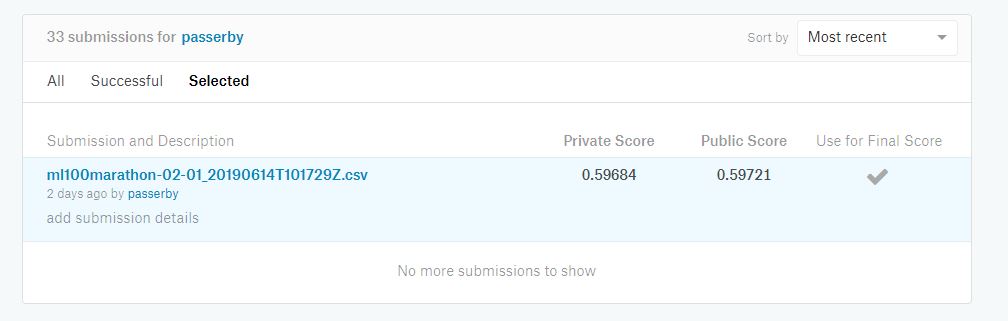 33 submissions for passerby
Sort by Most recent
All Successful Selected
Submission and Description Private Score Public Score Use for Final Score
ml100marathon-02-01_20190614T101729Z.csv 0.59684 0.59721
2 days ago by passerby
add submission details
No more submissions to show